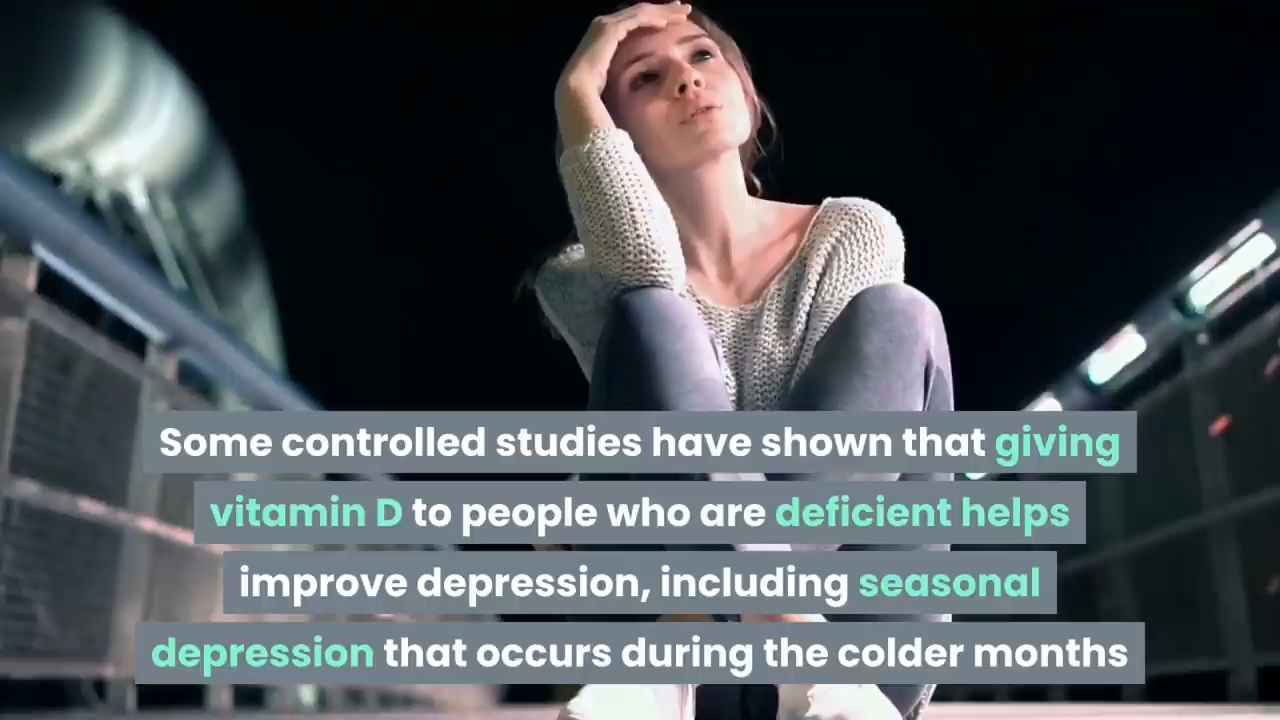 Some controlled studies have shown that giving
vitamin D to people who are deficient helps
improve depression, including seasonal
depression that occurs during the colder months